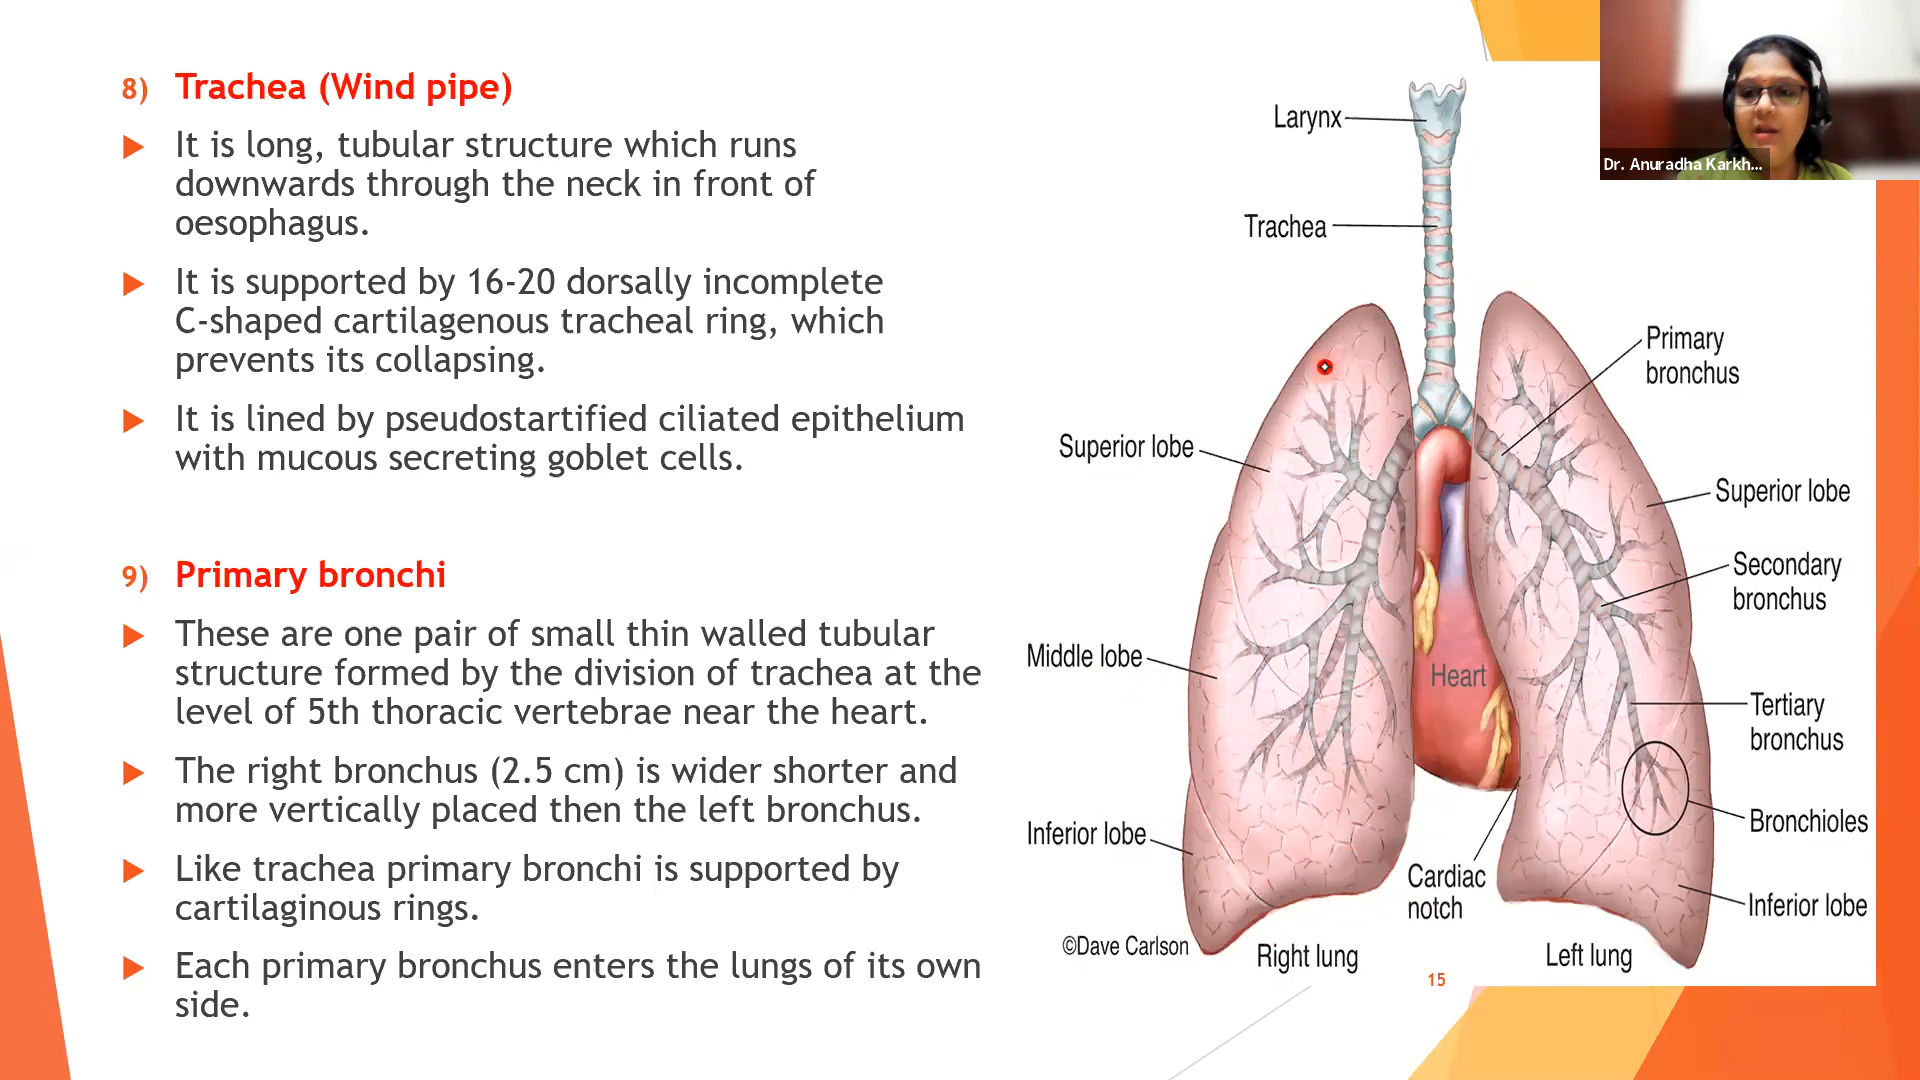 8) Trachea (Wind pipe)
It is long, tubular structure which runs
downwards through the neck in front of
oesophagus.
It is supported by 16-20 dorsally incomplete
C-shaped cartilagenous tracheal ring, which
prevents its collapsing.
It is lined by pseudostartified ciliated epithelium
with mucous secreting goblet cells.
9) Primary bronchi
These are one pair of small thin walled tubular
structure formed by the division of trachea at the
level of 5th thoracic vertebrae near the heart.
The right bronchus (2.5 cm) is wider shorter and
more vertically placed then the left bronchus.
Like trachea primary bronchi is supported by
cartilaginous rings.
Each primary bronchus enters the lungs of its own
side.
Larynx
Trachea
Primary
bronchus
Superior lobe
Superior lobe
Secondary
bronchus
Middle lobe
Heart
Tertiary
bronchus
Inferior lobe
Bronchioles
Cardiac
notch
Inferior lobe
©Dave Carlson
Right lung
Left lung
15
Dr. Anuradha Karkh...